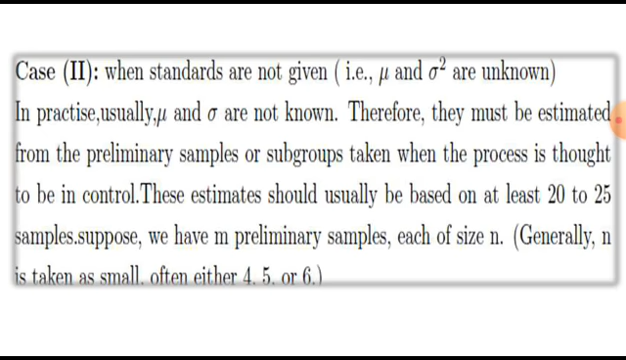 Case (II): when standards are not given ( i.e., μ and σ² are unknown)
In practise,usually,μ and σ are not known. Therefore, they must be estimated
from the preliminary samples or subgroups taken when the process is thought
to be in control.These estimates should usually be based on at least 20 to 25
samples.suppose, we have m preliminary samples, each of size n. (Generally, n
is taken as small, often either 4, 5, or 6.)